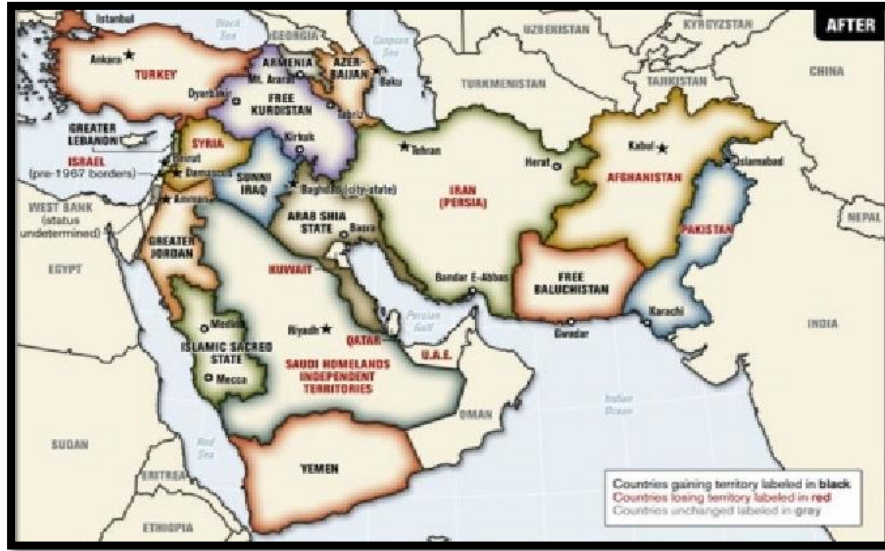 AFTER
Istanbul
Black
Sea
GEORGIA
Caspian
Sea
UZBEKISTAN
KYRGYZSTAN
Ankara
TURKEY
ARMENIA
Mt. Ararat
AZER-
BAIJAN
Baku
TURKMENISTAN
TAJIKISTAN
CHINA
Dyarbakir
FREE
KURDISTAN
Tabriz
GREATER
LEBANON
SYRIA
Kirkuk
Tehran
Herat
Kabul
Islamabad
ISRAEL
(pre-1967 borders)
Beirut
Damascus
SUNNI
IRAQ
Baghdad (city-state)
IRAN
(PERSIA)
AFGHANISTAN
WEST BANK
(status
undetermined)
Amman
ARAB SHIA
STATE
Basra
PAKISTAN
NEPAL
GREATER
JORDAN
EGYPT
KUWAIT
Bandar E-Abbas
FREE
BALUCHISTAN
Karachi
Gwadar
INDIA
Medina
ISLAMIC SACRED
STATE
Mecca
Riyadh
Persian
Gulf
QATAR
U.A.E.
SAUDI HOMELANDS
INDEPENDENT
TERRITORIES
OMAN
Indian
Ocean
SUDAN
Red
Sea
YEMEN
ERITREA
ETHIOPIA
Countries gaining territory labeled in black
Countries losing territory labeled in red
Countries unchanged labeled in gray